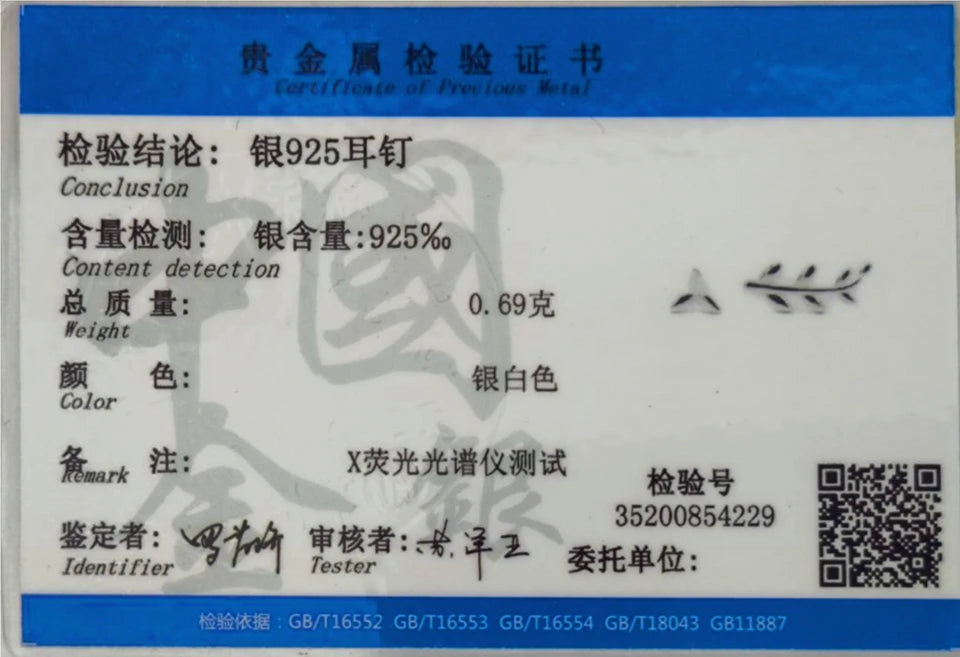 贵金属检验证书
Certificate of Precious Metal
检验结论: 银925耳钉
Conclusion
含量检测: 银含量:925‰
Content detection
总质量: 0.69克
Weight
颜色: 银白色
Color
备注: X荧光光谱仪测试
Remark
检验号
35200854229
鉴定者: 审核者:
Identifier Tester
委托单位:
检验依据:GB/T16552 GB/T16553 GB/T16554 GB/T18043 GB11887
中國
金銀